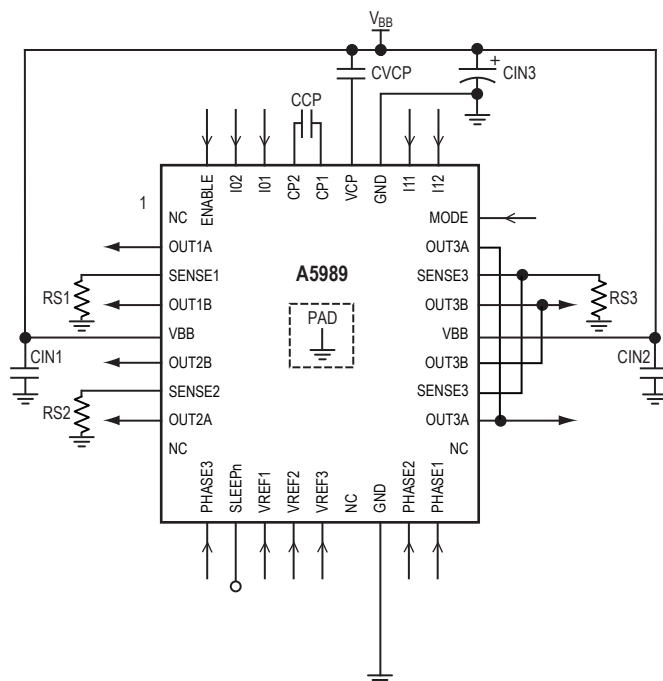 VBB
CVCP
+
CIN3
CCP
ENABLE
I02
I01
CP2
CP1
VCP
GND
I11
I12
1
NC
MODE
OUT1A
OUT3A
SENSE1
A5989
SENSE3
RS1
OUT1B
PAD
OUT3B
RS3
VBB
VBB
CIN1
OUT2B
OUT3B
CIN2
SENSE2
SENSE3
RS2
OUT2A
OUT3A
NC
NC
PHASE3
SLEEPn
VREF1
VREF2
VREF3
NC
GND
PHASE2
PHASE1